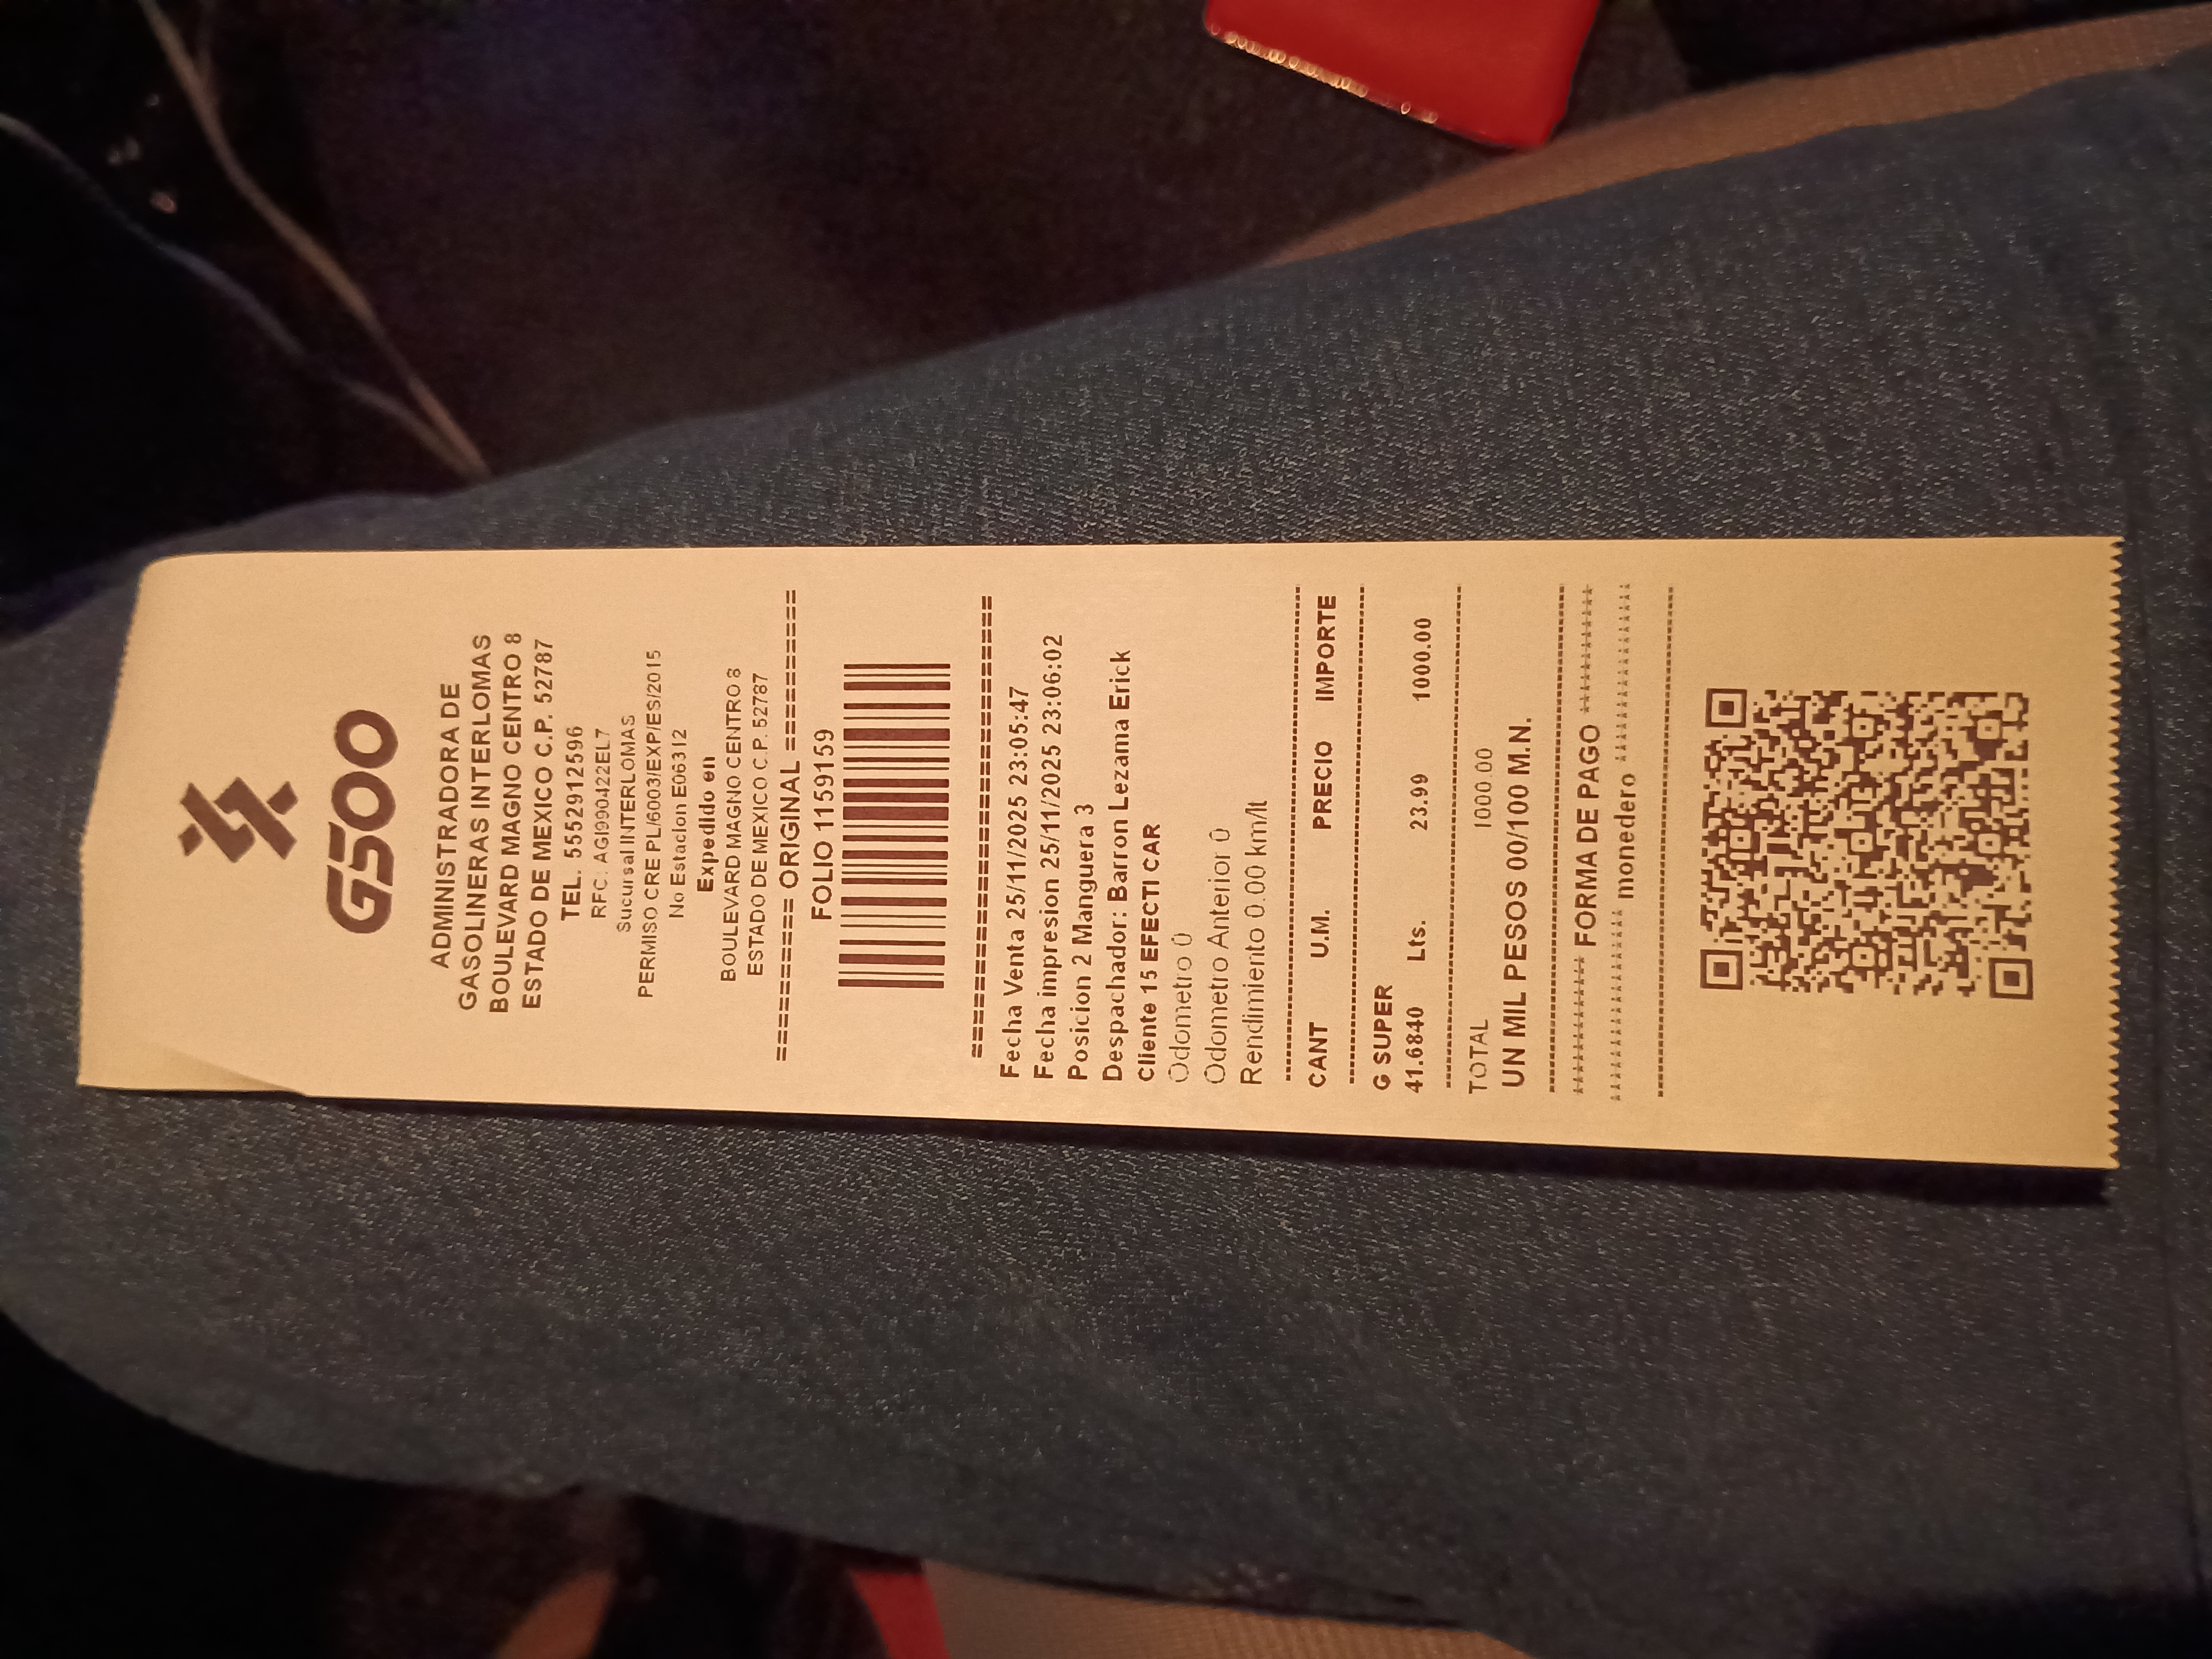 G500
ADMINISTRADORA DE
GASOLINERAS INTERLOMAS
BOULEVARD MAGNO CENTRO 8
ESTADO DE MEXICO C.P. 52787
TEL. 5552912596
RFC: AGI990422EL7
Sucursal INTERLOMAS
PERMISO CRE PL/6003/EXP/ES/2015
No Estacion E06312
Expedido en
BOULEVARD MAGNO CENTRO 8
ESTADO DE MEXICO C.P. 52787
======== ORIGINAL =========
FOLIO 1159159
==============================
Fecha Venta 25/11/2025 23:05:47
Fecha impresion 25/11/2025 23:06:02
Posicion 2 Manguera 3
Despachador: Barron Lezama Erick
Cliente 15 EFECTI CAR
Odometro 0
Odometro Anterior 0
Rendimiento 0.00 km/lt
CANT U.M. PRECIO IMPORTE
G SUPER
41.6840 Lts. 23.99 1000.00
TOTAL 1000.00
UN MIL PESOS 00/100 M.N.
********** FORMA DE PAGO **********
monedero